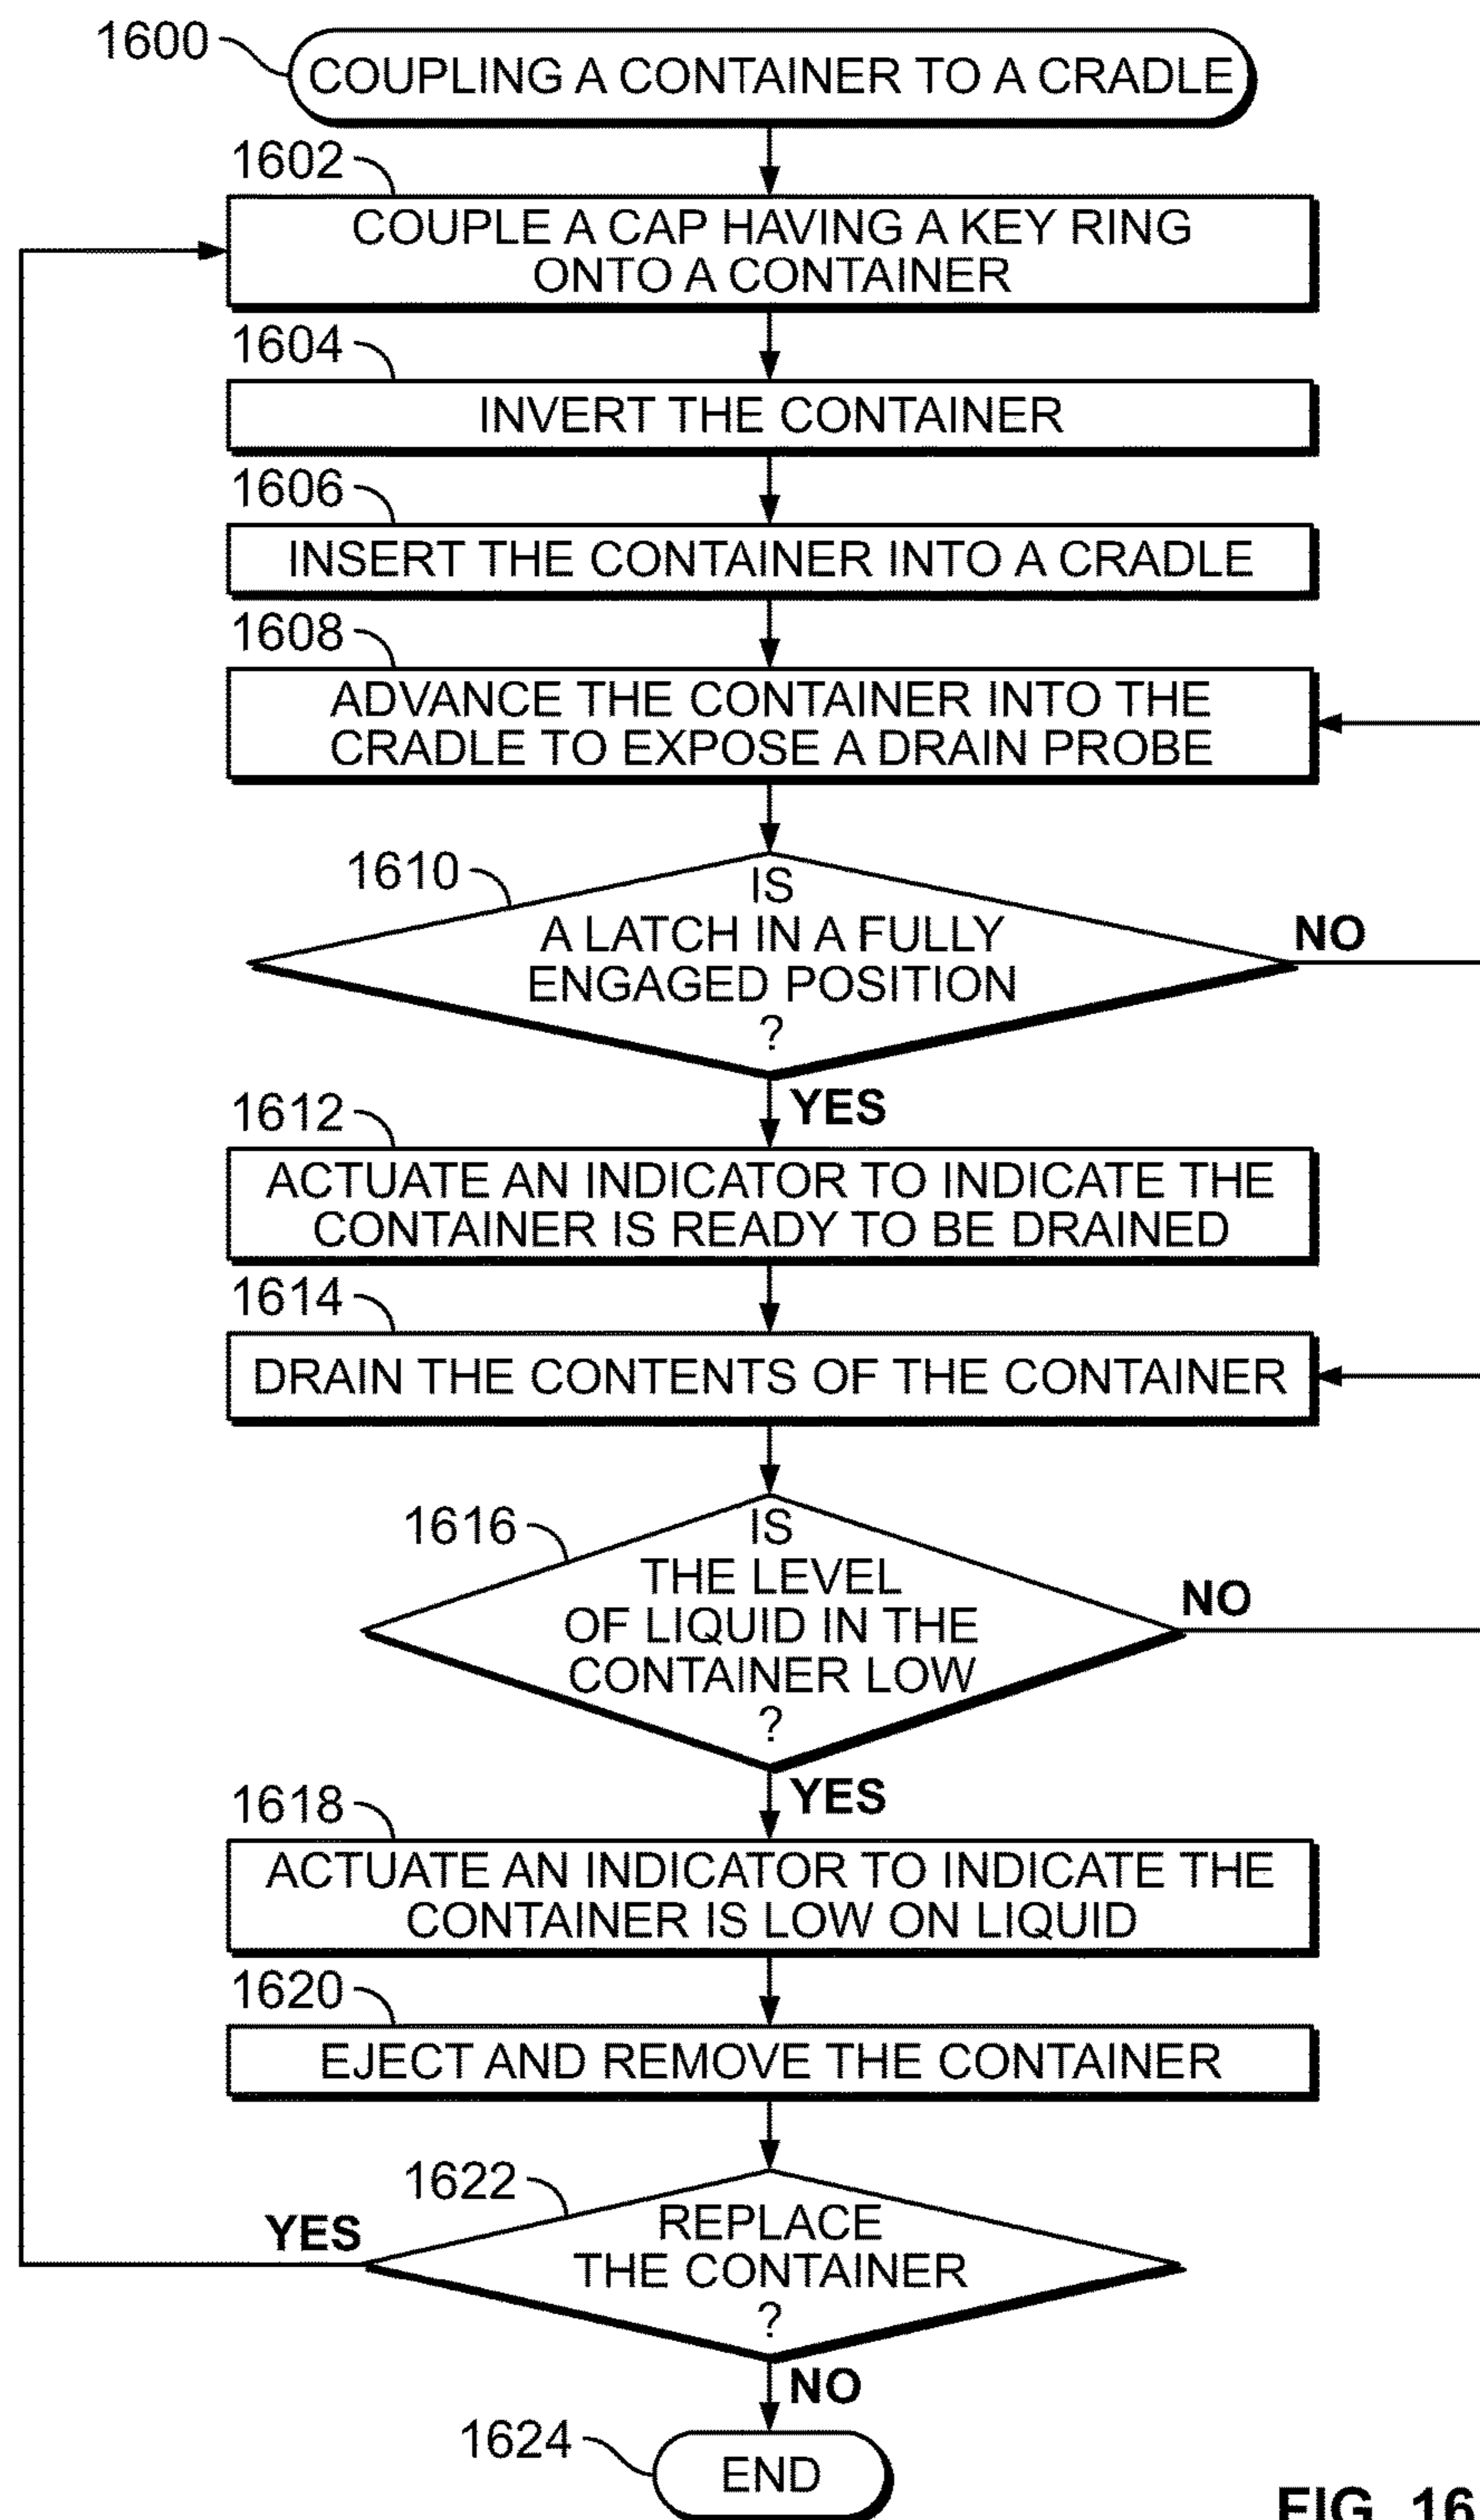 1600
COUPLING A CONTAINER TO A CRADLE
1602
COUPLE A CAP HAVING A KEY RING
ONTO A CONTAINER
1604
INVERT THE CONTAINER
1606
INSERT THE CONTAINER INTO A CRADLE
1608
ADVANCE THE CONTAINER INTO THE
CRADLE TO EXPOSE A DRAIN PROBE
1610
IS
A LATCH IN A FULLY
ENGAGED POSITION
?
NO
YES
1612
ACTUATE AN INDICATOR TO INDICATE THE
CONTAINER IS READY TO BE DRAINED
1614
DRAIN THE CONTENTS OF THE CONTAINER
1616
IS
THE LEVEL
OF LIQUID IN THE
CONTAINER LOW
?
NO
YES
1618
ACTUATE AN INDICATOR TO INDICATE THE
CONTAINER IS LOW ON LIQUID
1620
EJECT AND REMOVE THE CONTAINER
1622
REPLACE
THE CONTAINER
?
YES
NO
1624
END
FIG. 16